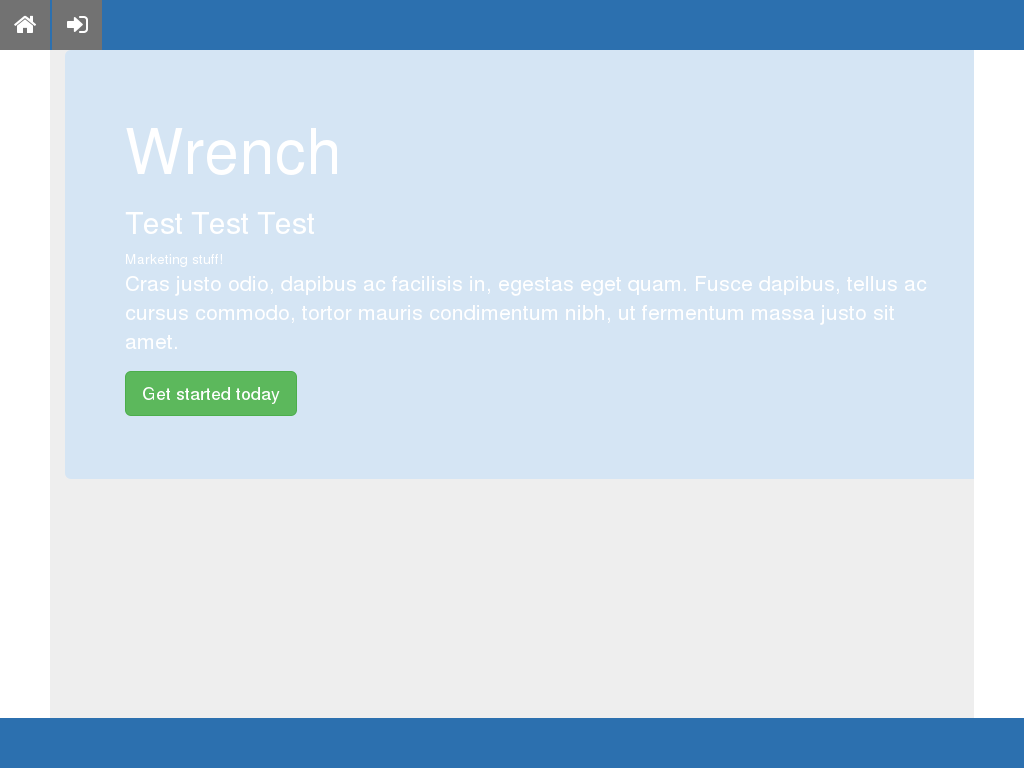 Wrench
Test Test Test
Marketing stuff!
Cras justo odio, dapibus ac facilisis in, egestas eget quam. Fusce dapibus, tellus ac
cursus commodo, tortor mauris condimentum nibh, ut fermentum massa justo sit
amet.
Get started today